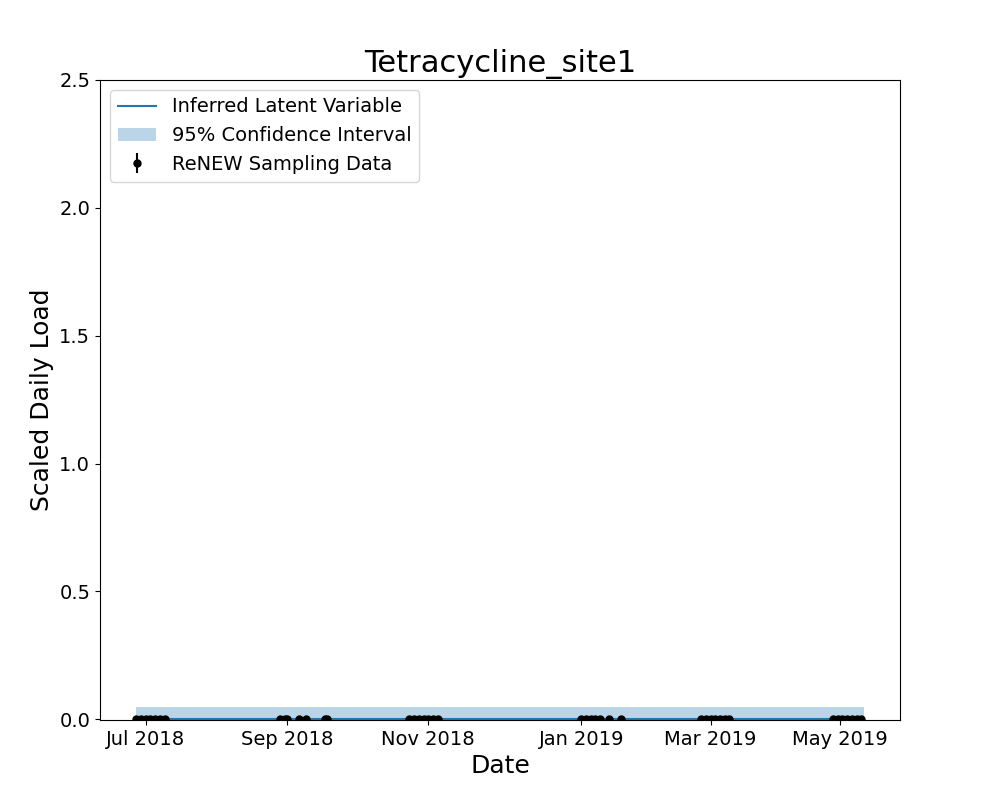 Tetracycline_site1
2.5
2.0
1.5
1.0
0.5
0.0
Scaled Daily Load
Inferred Latent Variable
95% Confidence Interval
ReNEW Sampling Data
Jul 2018 Sep 2018 Nov 2018 Jan 2019 Mar 2019 May 2019
Date